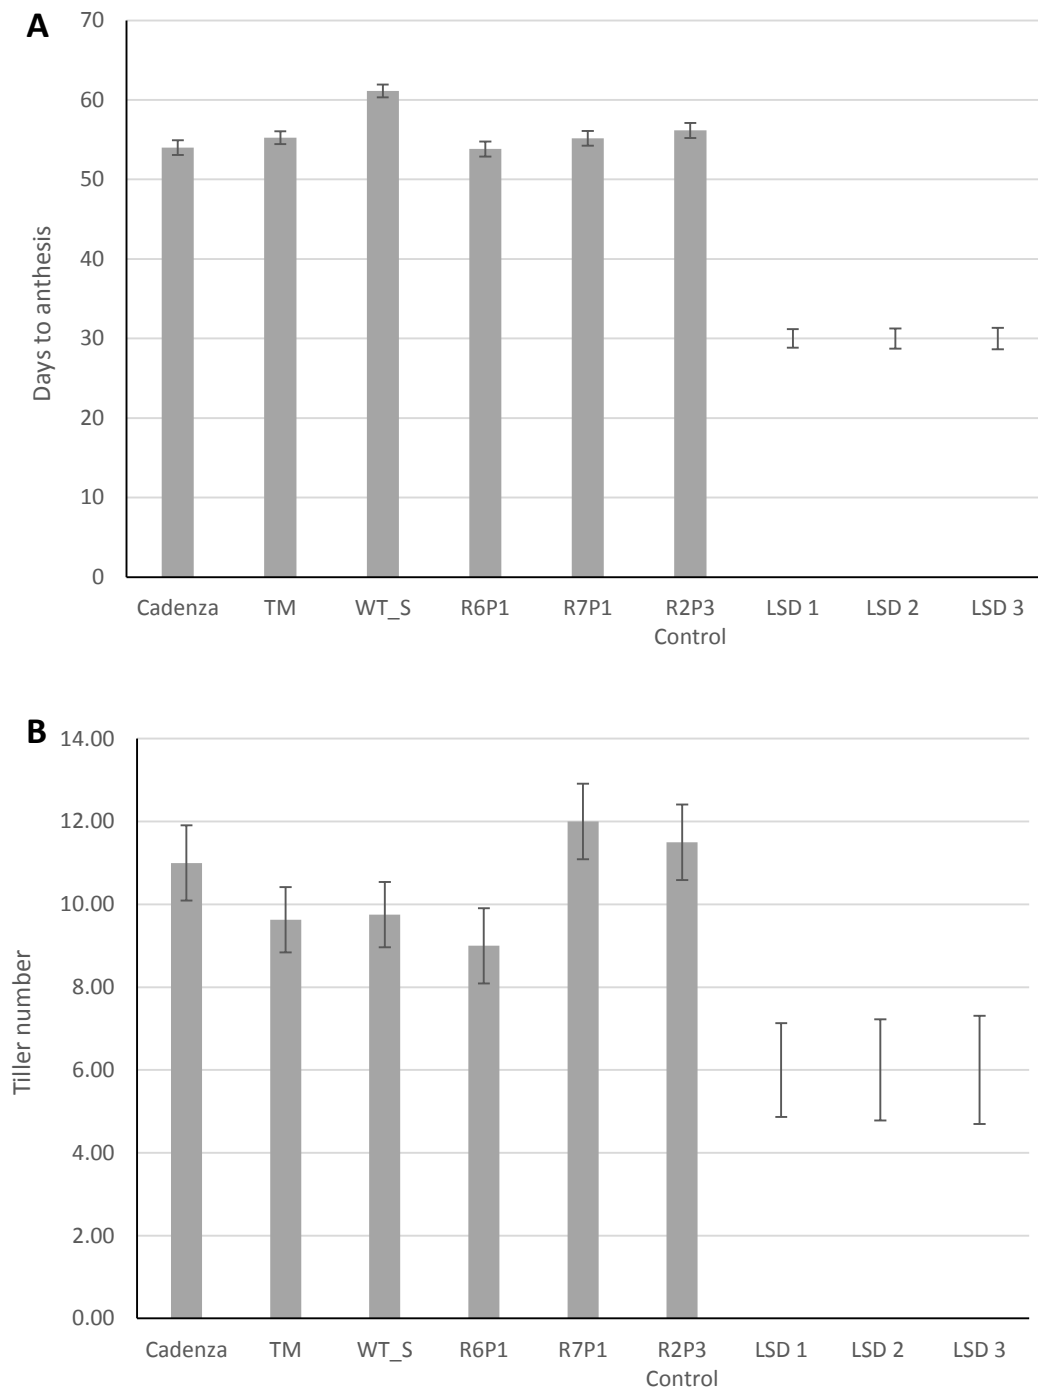 A
70
60
50
40
30
20
10
0
Days to anthesis
Cadenza TM WT_S R6P1 R7P1 R2P3 LSD 1 LSD 2 LSD 3
Control
B
14.00
12.00
10.00
8.00
6.00
4.00
2.00
0.00
Tiller number
Cadenza TM WT_S R6P1 R7P1 R2P3 LSD 1 LSD 2 LSD 3
Control